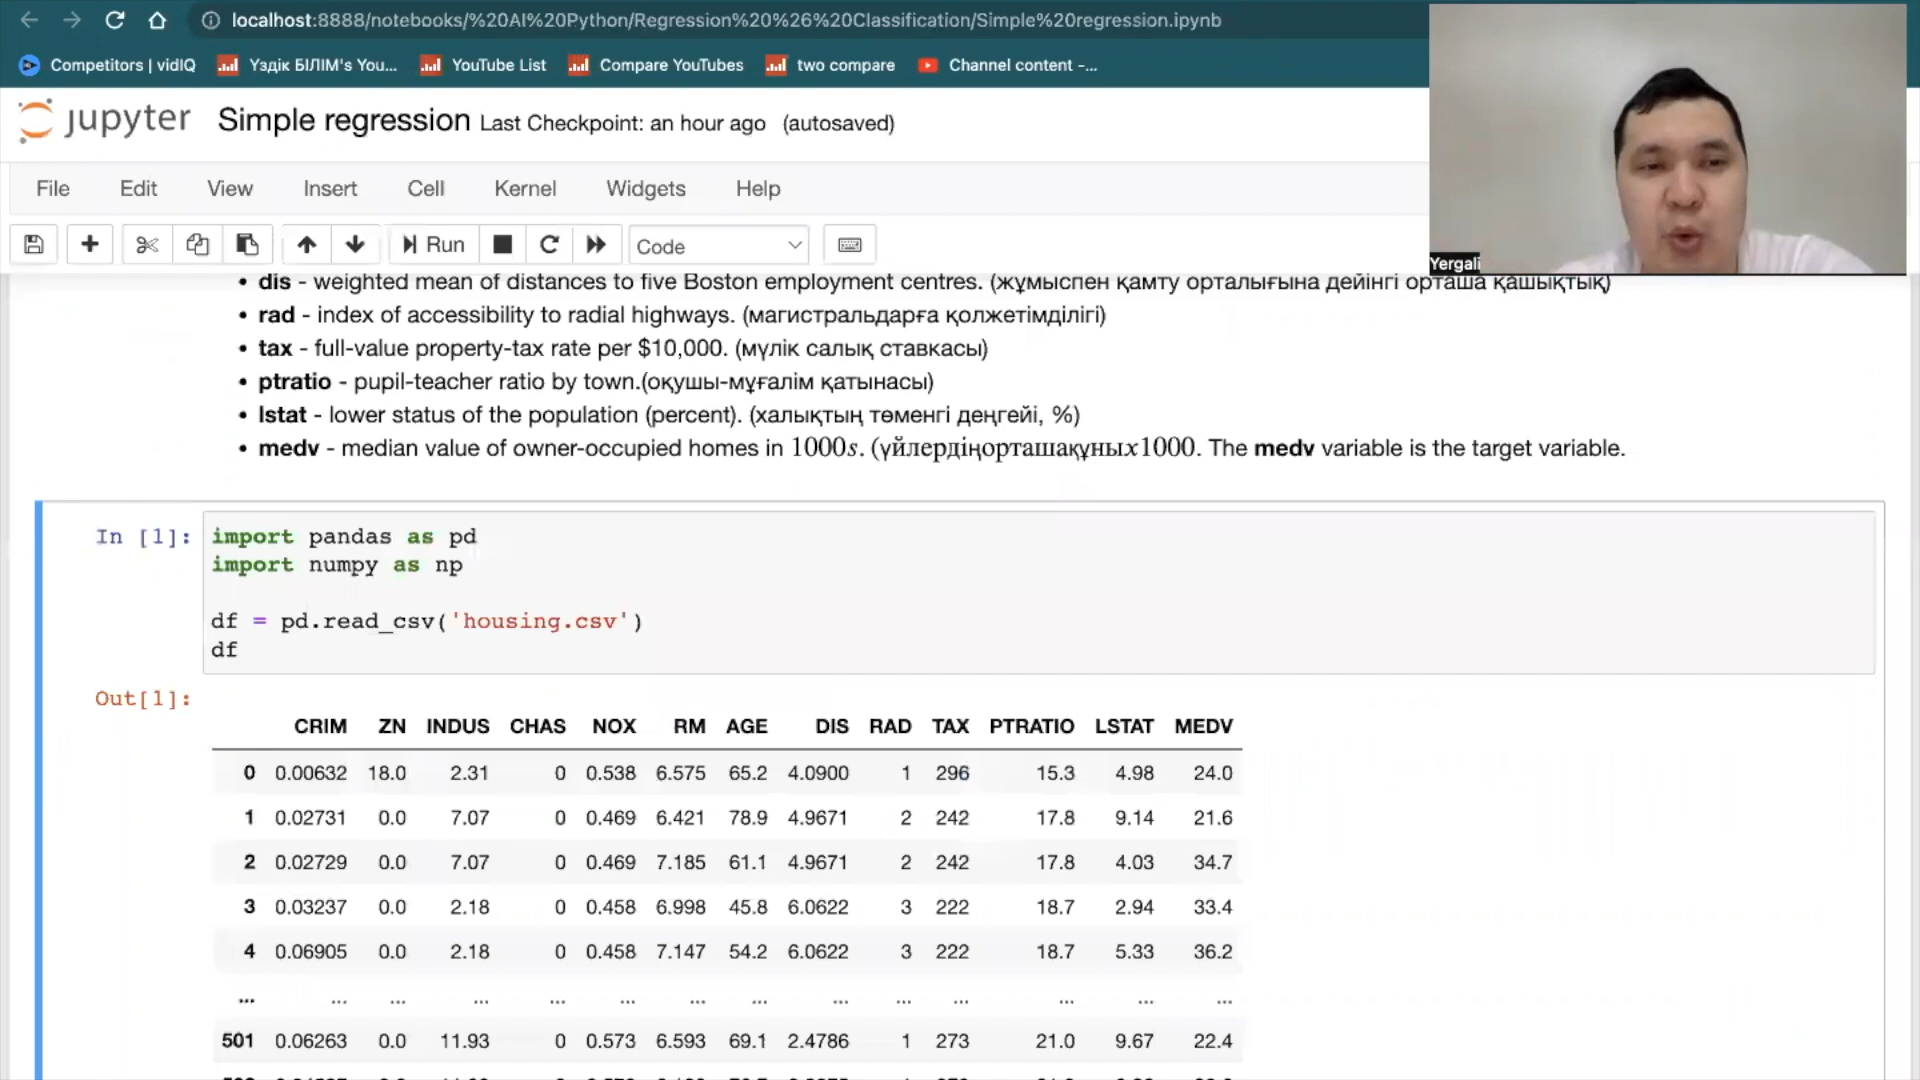 localhost:8888/notebooks/%20AI%20Python/Regression%20%26%20Classification/Simple%20regression.ipynb
Competitors | vidIQ Үздік БІЛІМ's You... YouTube List Compare YouTubes two compare Channel content -...
jupyter Simple regression Last Checkpoint: an hour ago (autosaved)
File Edit View Insert Cell Kernel Widgets Help
Run Code
Yergali
• dis - weighted mean of distances to five Boston employment centres. (жұмыспен қамту орталығына дейінгі орташа қашықтық)
• rad - index of accessibility to radial highways. (магистральдарға қолжетімділігі)
• tax - full-value property-tax rate per $10,000. (мүлік салық ставкасы)
• ptratio - pupil-teacher ratio by town.(оқушы-мұғалім қатынасы)
• lstat - lower status of the population (percent). (халықтың төменгі деңгейі, %)
• medv - median value of owner-occupied homes in 1000s. (үйлердіңорташақұныx1000. The medv variable is the target variable.
In [1]: import pandas as pd
import numpy as np
df = pd.read_csv('housing.csv')
df
Out[1]:
CRIM ZN INDUS CHAS NOX RM AGE DIS RAD TAX PTRATIO LSTAT MEDV
0 0.00632 18.0 2.31 0 0.538 6.575 65.2 4.0900 1 296 15.3 4.98 24.0
1 0.02731 0.0 7.07 0 0.469 6.421 78.9 4.9671 2 242 17.8 9.14 21.6
2 0.02729 0.0 7.07 0 0.469 7.185 61.1 4.9671 2 242 17.8 4.03 34.7
3 0.03237 0.0 2.18 0 0.458 6.998 45.8 6.0622 3 222 18.7 2.94 33.4
4 0.06905 0.0 2.18 0 0.458 7.147 54.2 6.0622 3 222 18.7 5.33 36.2
... ... ... ... ... ... ... ... ... ... ... ... ... ...
501 0.06263 0.0 11.93 0 0.573 6.593 69.1 2.4786 1 273 21.0 9.67 22.4